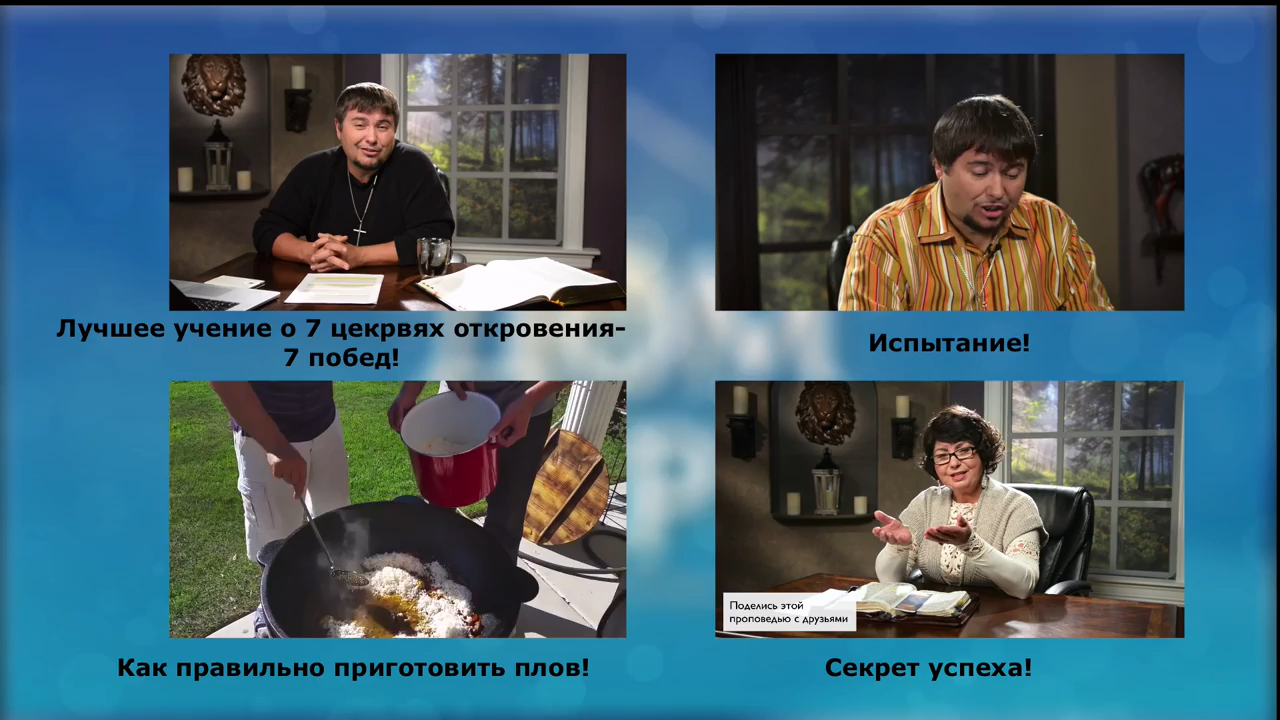 Лучшее учение о 7 цекрвях откровения-
7 побед!
Испытание!
Как правильно приготовить плов!
Поделись этой
проповедью с друзьями
Секрет успеха!